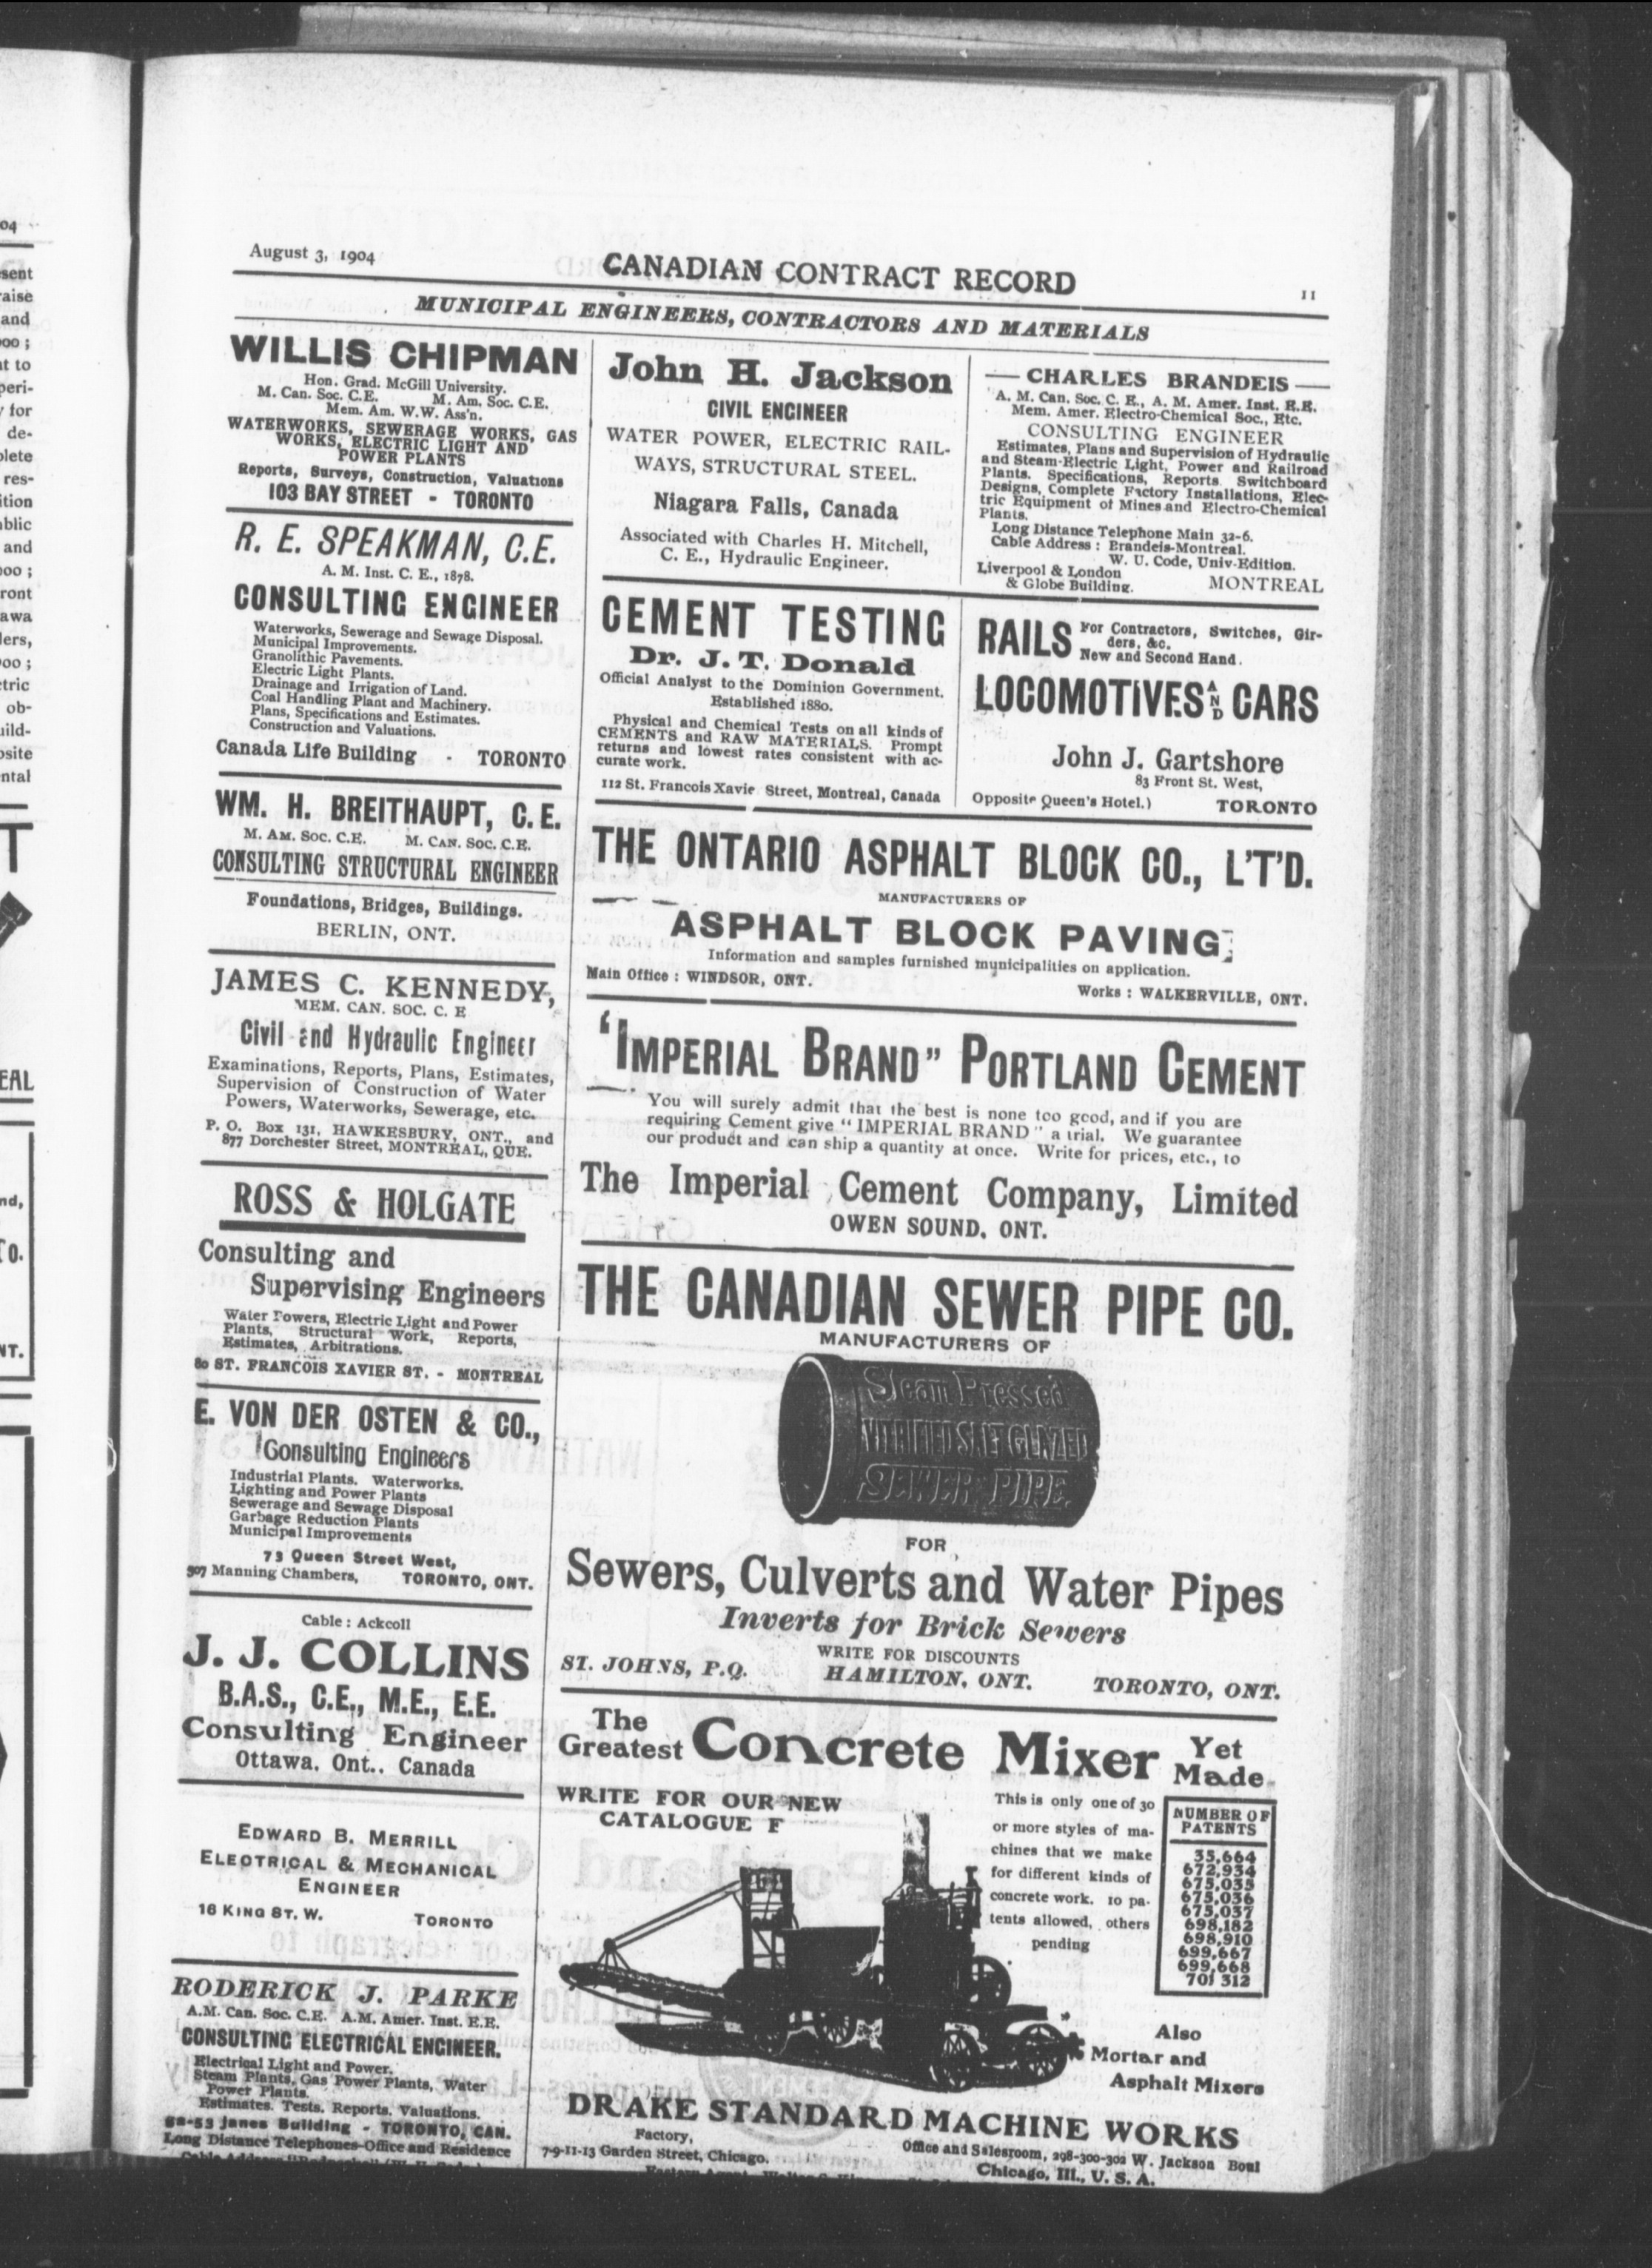 August 3, 1904
CANADIAN CONTRACT RECORD
11
MUNICIPAL ENGINEERS, CONTRACTORS AND MATERIALS
WILLIS CHIPMAN
Hon. Grad. McGill University.
M. Can. Soc. C.E. M. Am. Soc. C.E.
Mem. Am. W.W. Ass'n.
WATERWORKS, SEWERAGE WORKS, GAS
WORKS, ELECTRIC LIGHT AND
POWER PLANTS
Reports, Surveys, Construction, Valuations
103 BAY STREET - TORONTO
R. E. SPEAKMAN, C.E.
A. M. Inst. C. E., 1878.
CONSULTING ENGINEER
Waterworks, Sewerage and Sewage Disposal.
Municipal Improvements.
Granolithic Pavements.
Electric Light Plants.
Drainage and Irrigation of Land.
Coal Handling Plant and Machinery.
Plans, Specifications and Estimates.
Construction and Valuations.
Canada Life Building - TORONTO
WM. H. BREITHAUPT, C.E.
M. AM. SOC. C.E. M. CAN. SOC. C.E.
CONSULTING STRUCTURAL ENGINEER
Foundations, Bridges, Buildings.
BERLIN, ONT.
JAMES C. KENNEDY,
MEM. CAN. SOC. C. E
Civil and Hydraulic Engineer
Examinations, Reports, Plans, Estimates,
Supervision of Construction of Water
Powers, Waterworks, Sewerage, etc.
P. O. Box 131, HAWKESBURY, ONT., and
877 Dorchester Street, MONTREAL, QUE.
ROSS & HOLGATE
Consulting and
Supervising Engineers
Water Powers, Electric Light and Power
Plants, Structural Work, Reports,
Estimates, Arbitrations.
80 ST. FRANCOIS XAVIER ST. - MONTREAL
E. VON DER OSTEN & CO.,
Consulting Engineers
Industrial Plants. Waterworks.
Lighting and Power Plants
Sewerage and Sewage Disposal
Garbage Reduction Plants
Municipal Improvements
73 Queen Street West,
507 Manning Chambers, TORONTO, ONT.
Cable : Ackcoll
J. J. COLLINS
B.A.S., C.E., M.E., E.E.
Consulting Engineer
Ottawa. Ont.. Canada
EDWARD B. MERRILL
ELECTRICAL & MECHANICAL
ENGINEER
16 KING ST. W. TORONTO
RODERICK J. PARKE
A.M. Can. Soc. C.E. A.M. Amer. Inst. E.E.
CONSULTING ELECTRICAL ENGINEER.
Electrical Light and Power.
Steam Plants, Gas Power Plants, Water
Power Plants.
Estimates. Tests. Reports. Valuations.
52-53 Janes Building - TORONTO, CAN.
Long Distance Telephones-Office and Residence
John H. Jackson
CIVIL ENGINEER
WATER POWER, ELECTRIC RAIL-
WAYS, STRUCTURAL STEEL.
Niagara Falls, Canada
Associated with Charles H. Mitchell,
C. E., Hydraulic Engineer.
CHARLES BRANDEIS
A. M. Can. Soc. C. E., A. M. Amer. Inst. E.E.
Mem. Amer. Electro-Chemical Soc., Etc.
CONSULTING ENGINEER
Estimates, Plans and Supervision of Hydraulic
and Steam-Electric Light, Power and Railroad
Plants. Specifications, Reports. Switchboard
Designs, Complete Factory Installations, Elec-
tric Equipment of Mines and Electro-Chemical
Plants.
Long Distance Telephone Main 32-6.
Cable Address : Brandeis-Montreal.
W. U. Code, Univ-Edition.
Liverpool & London
& Globe Building. MONTREAL
CEMENT TESTING
Dr. J. T. Donald
Official Analyst to the Dominion Government.
Established 1880.
Physical and Chemical Tests on all kinds of
CEMENTS and RAW MATERIALS. Prompt
returns and lowest rates consistent with ac-
curate work.
112 St. Francois Xavie Street, Montreal, Canada
RAILS For Contractors, Switches, Gir-
ders, &c.
New and Second Hand.
LOCOMOTIVES AND CARS
John J. Gartshore
83 Front St. West,
Opposite Queen's Hotel.) TORONTO
THE ONTARIO ASPHALT BLOCK CO., L'T'D.
MANUFACTURERS OF
ASPHALT BLOCK PAVING
Information and samples furnished municipalities on application.
Main Office : WINDSOR, ONT.
Works : WALKERVILLE, ONT.
'IMPERIAL BRAND" PORTLAND CEMENT
You will surely admit that the best is none too good, and if you are
requiring Cement give "IMPERIAL BRAND" a trial. We guarantee
our product and can ship a quantity at once. Write for prices, etc., to
The Imperial Cement Company, Limited
OWEN SOUND, ONT.
THE CANADIAN SEWER PIPE CO.
MANUFACTURERS OF
Steam Pressed
VITRIFIED SALT GLAZED
SEWER PIPE
FOR
Sewers, Culverts and Water Pipes
Inverts for Brick Sewers
WRITE FOR DISCOUNTS
ST. JOHNS, P.Q. HAMILTON, ONT. TORONTO, ONT.
The
Greatest Concrete Mixer Yet
Made
WRITE FOR OUR NEW
CATALOGUE F
This is only one of 30
or more styles of ma-
chines that we make
for different kinds of
concrete work. 10 pa-
tents allowed, others
pending
NUMBER OF
PATENTS
35,664
672,934
675,035
675,036
675,037
698,182
698,910
699,667
699,668
701 312
Also
Mortar and
Asphalt Mixers
DRAKE STANDARD MACHINE WORKS
Factory,
7-9-11-13 Garden Street, Chicago.
Office and Salesroom, 298-300-302 W. Jackson Boul
Chicago, Ill., U. S. A.